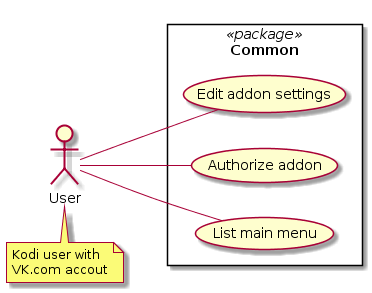 «package»
Common
Edit addon settings
Authorize addon
List main menu
User
Kodi user with
VK.com accout